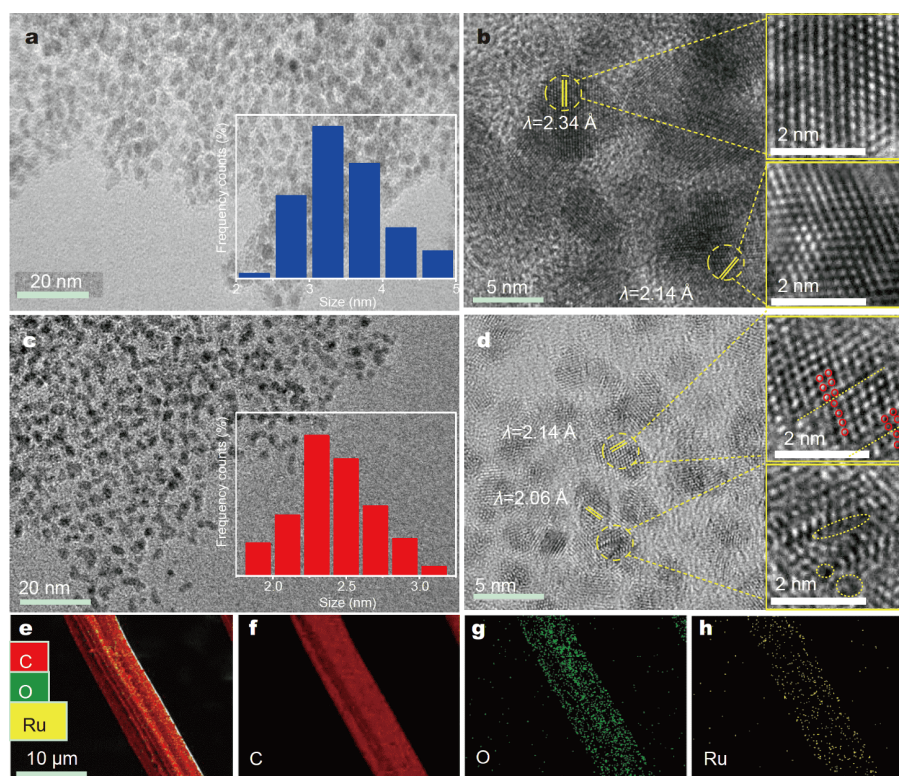 a
20 nm
Frequency counts (%)
2
3
4
5
Size (nm)
b
λ=2.34 Å
λ=2.14 Å
5 nm
2 nm
2 nm
c
20 nm
Frequency counts (%)
2.0
2.5
3.0
Size (nm)
d
λ=2.14 Å
λ=2.06 Å
5 nm
2 nm
2 nm
e
C
O
Ru
10 μm
f
C
g
O
h
Ru